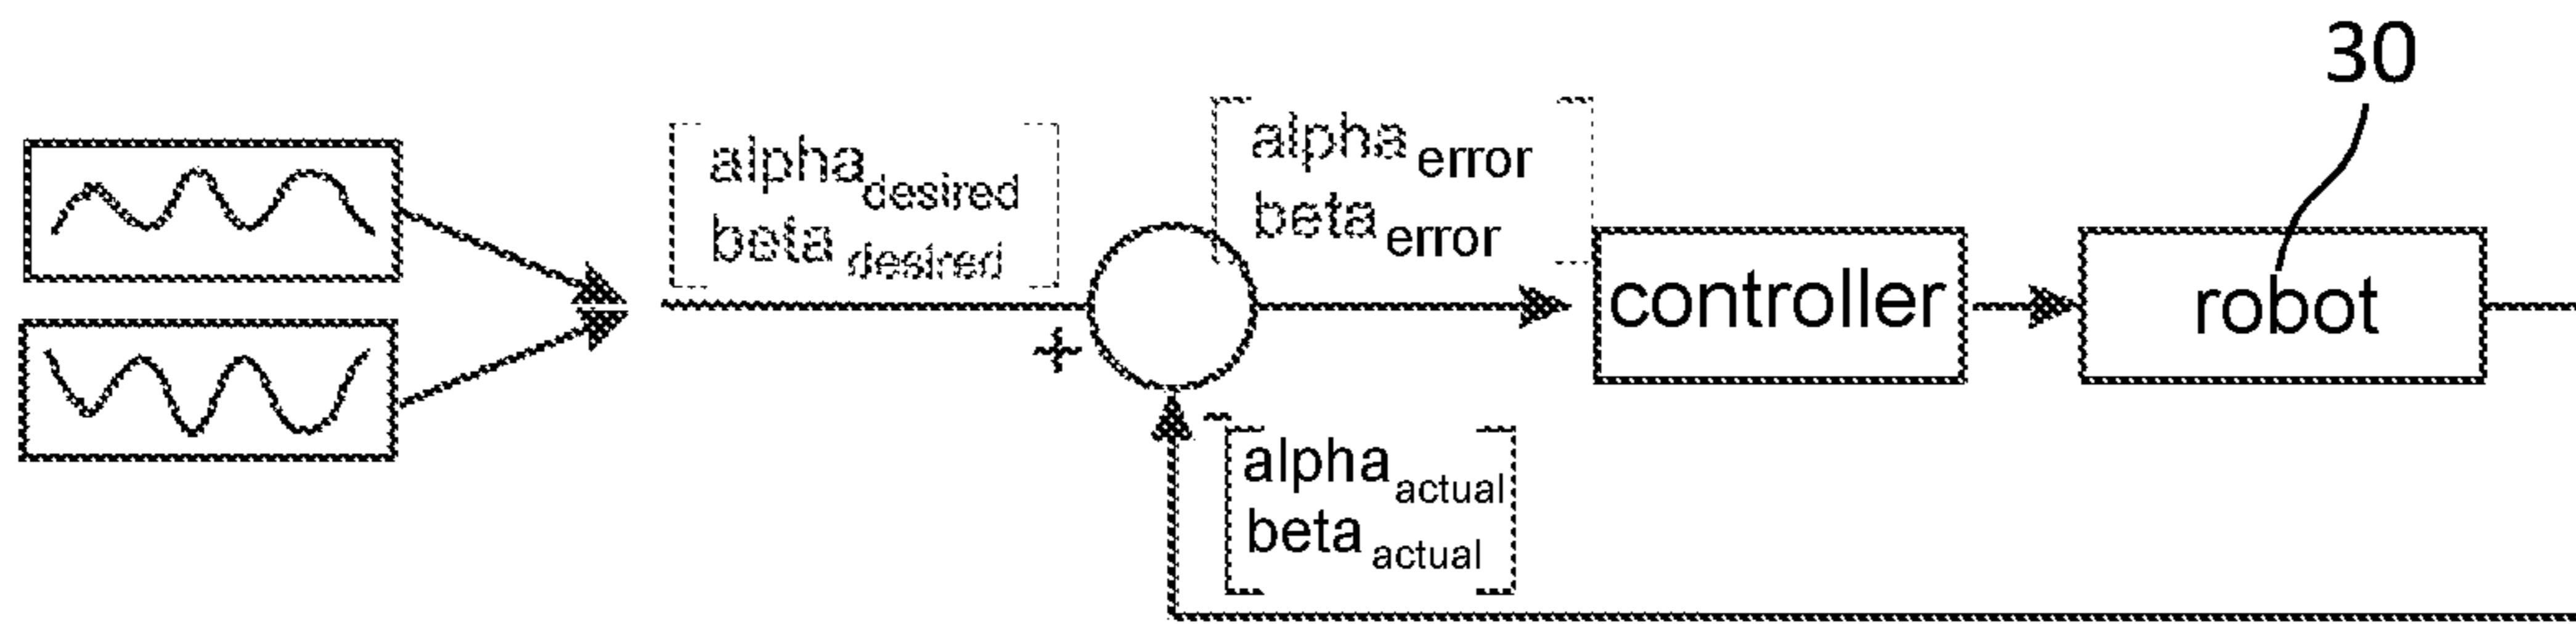 30
alpha desired
beta desired
alpha error
beta error
controller
robot
+
-
alpha actual
beta actual